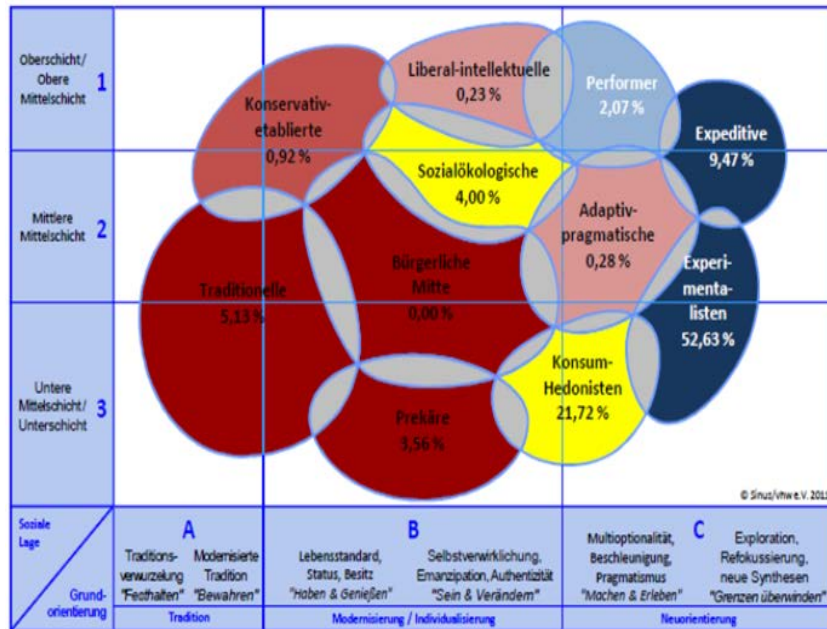 Oberschicht/
Obere
Mittelschicht
1
Mittlere
Mittelschicht
2
Untere
Mittelschicht/
Unterschicht
3
Konservativ-
etablierte
0,92 %
Liberal-intellektuelle
0,23 %
Performer
2,07 %
Expeditive
9,47 %
Sozialökologische
4,00 %
Adaptiv-
pragmatische
0,28 %
Traditionelle
5,13 %
Bürgerliche
Mitte
0,00 %
Experi-
menta-
listen
52,63 %
Konsum-
Hedonisten
21,72 %
Prekäre
3,56 %
Soziale
Lage
Grund-
orientierung
A
Traditions-
verwurzelung
"Festhalten"
Modernisierte
Tradition
"Bewahren"
Tradition
B
Lebensstandard,
Status, Besitz
"Haben & Genießen"
Selbstverwirklichung,
Emanzipation, Authentizität
"Sein & Verändern"
Modernisierung / Individualisierung
C
Multioptionalität,
Beschleunigung,
Pragmatismus
"Machen & Erleben"
Exploration,
Refokussierung,
neue Synthesen
"Grenzen überwinden"
Neuorientierung